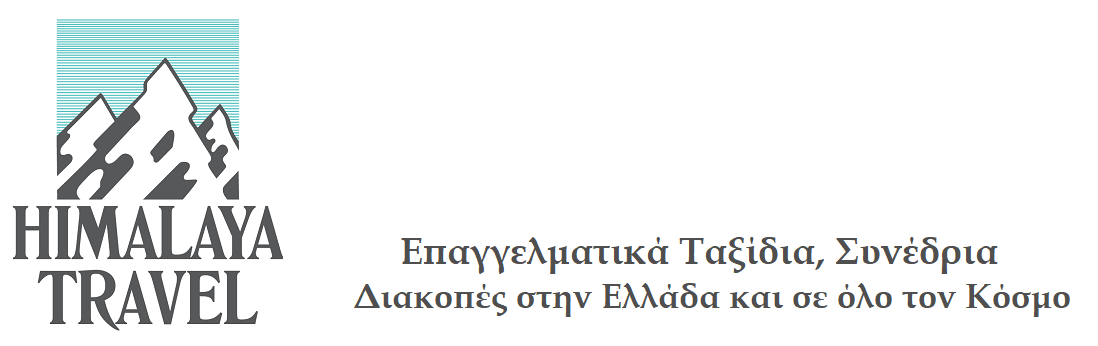 HIMALAYA
TRAVEL
Επαγγελματικά Ταξίδια, Συνέδρια
Διακοπές στην Ελλάδα και σε όλο τον Κόσμο